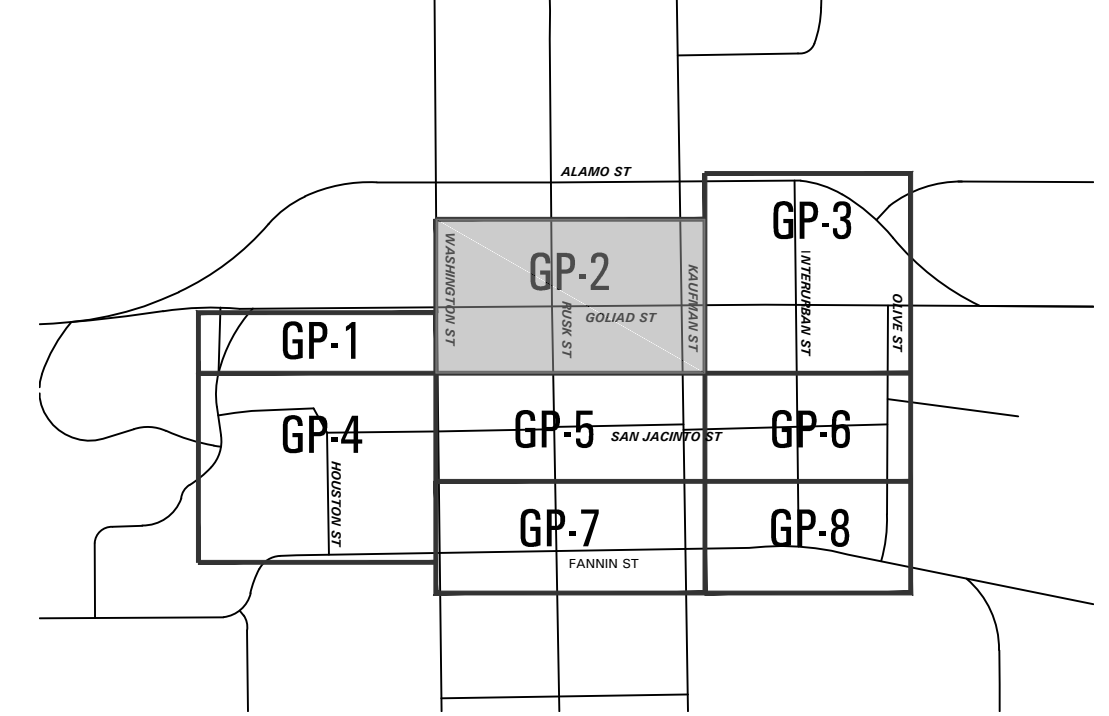 ALAMO ST
GP-3
WASHINGTON ST
GP-2
KAUFMAN ST
INTERURBAN ST
OLIVE ST
RUSK ST
GOLIAD ST
GP-1
GP-4
GP-5
SAN JACINTO ST
GP-6
HOUSTON ST
GP-7
GP-8
FANNIN ST